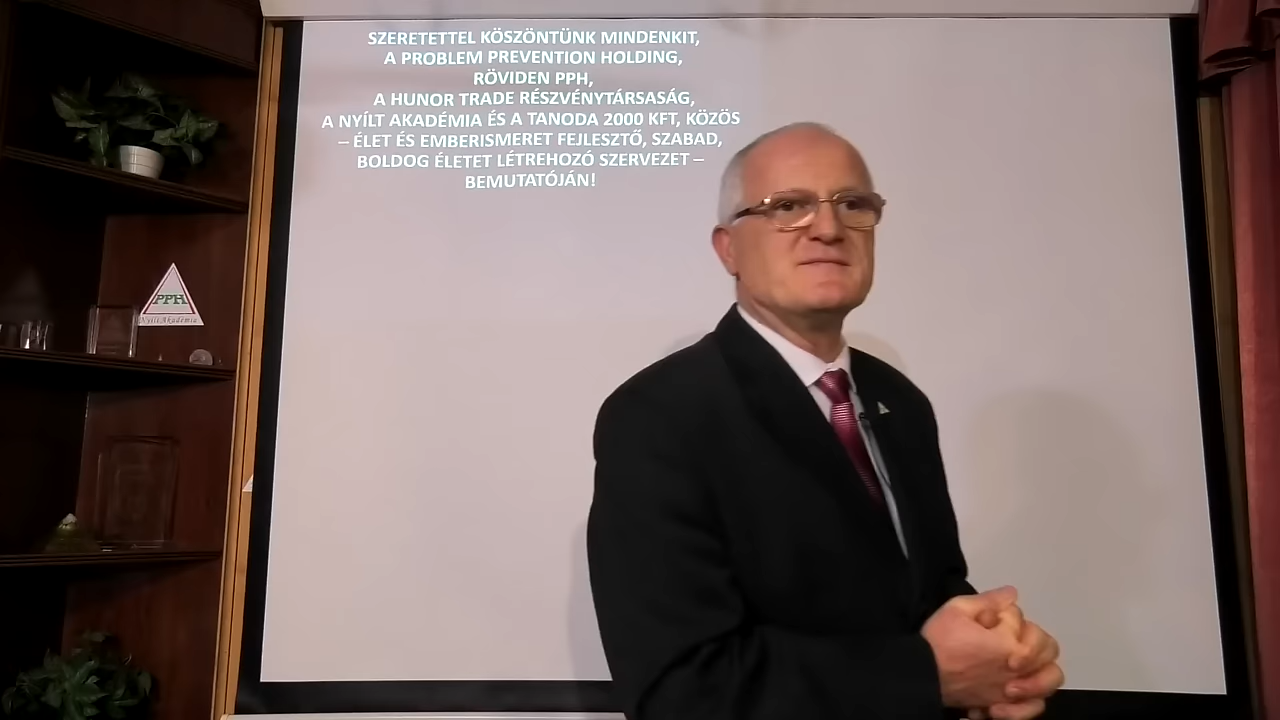 SZERETETTEL KÖSZÖNTÜNK MINDENKIT,
A PROBLEM PREVENTION HOLDING,
RÖVIDEN PPH,
A HUNOR TRADE RÉSZVÉNYTÁRSASÁG,
A NYÍLT AKADÉMIA ÉS A TANODA 2000 KFT, KÖZÖS
– ÉLET ÉS EMBERISMERET FEJLESZTŐ, SZABAD,
BOLDOG ÉLETET LÉTREHOZÓ SZERVEZET –
BEMUTATÓJÁN!
PPH
Nyílt Akadémia